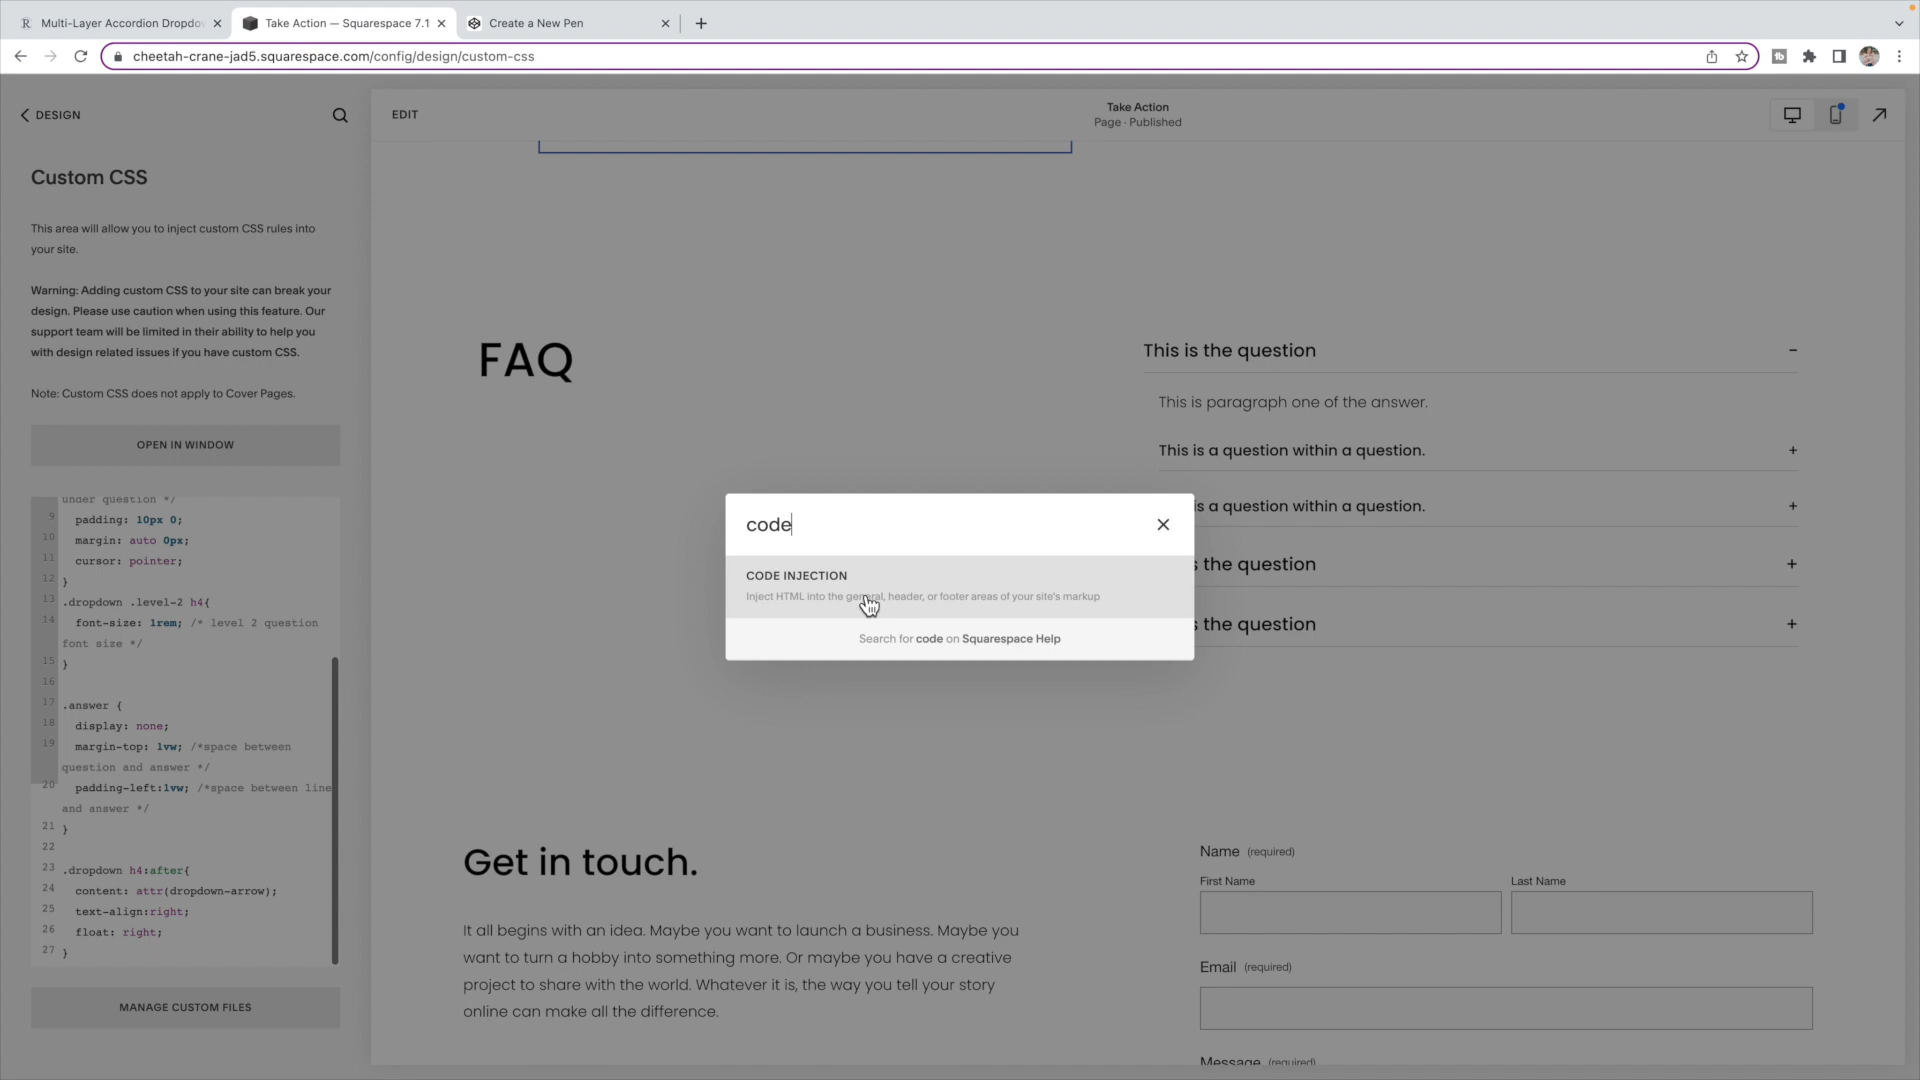 Multi-Layer Accordion Dropdov
Take Action — Squarespace 7.1
Create a New Pen
cheetah-crane-jad5.squarespace.com/config/design/custom-css
DESIGN
EDIT
Take Action
Page · Published
Custom CSS
This area will allow you to inject custom CSS rules into
your site.
Warning: Adding custom CSS to your site can break your
design. Please use caution when using this feature. Our
support team will be limited in their ability to help you
with design related issues if you have custom CSS.
Note: Custom CSS does not apply to Cover Pages.
OPEN IN WINDOW
under question */
9 padding: 10px 0;
10 margin: auto 0px;
11 cursor: pointer;
12 }
13 .dropdown .level-2 h4{
14 font-size: 1rem; /* level 2 question
font size */
15 }
16
17 .answer {
18 display: none;
19 margin-top: 1vw; /*space between
question and answer */
20 padding-left:1vw; /*space between line
and answer */
21 }
22
23 .dropdown h4:after{
24 content: attr(dropdown-arrow);
25 text-align:right;
26 float: right;
27 }
MANAGE CUSTOM FILES
FAQ
This is the question −
This is paragraph one of the answer.
This is a question within a question. +
is a question within a question. +
s the question +
s the question +
code
CODE INJECTION
Inject HTML into the general, header, or footer areas of your site's markup
Search for code on Squarespace Help
Get in touch.
It all begins with an idea. Maybe you want to launch a business. Maybe you
want to turn a hobby into something more. Or maybe you have a creative
project to share with the world. Whatever it is, the way you tell your story
online can make all the difference.
Name (required)
First Name
Last Name
Email (required)
Message (required)